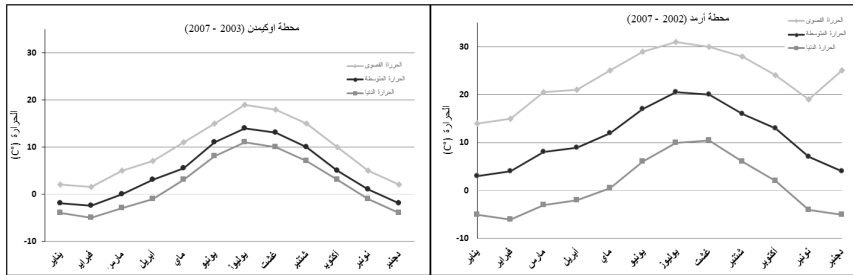 محطة أرمد (2002 - 2007)
30
20
10
0
-10
الحرارة القصوى
الحرارة المتوسطة
الحرارة الدنيا
الحرارة (C°)
يناير
فبراير
مارس
أبريل
ماي
يونيو
يوليوز
غشت
شتنبر
أكتوبر
نونبر
دجنبر
محطة اوكيمدن (2003 - 2007)
30
20
10
0
-10
الحرراة القصوى
الحرارة المتوسطة
الحرارة الدنيا
الحرارة (C°)
يناير
فبراير
مارس
أبريل
ماي
يونيو
يوليوز
غشت
شتنبر
أكتوبر
نونبر
دجنبر